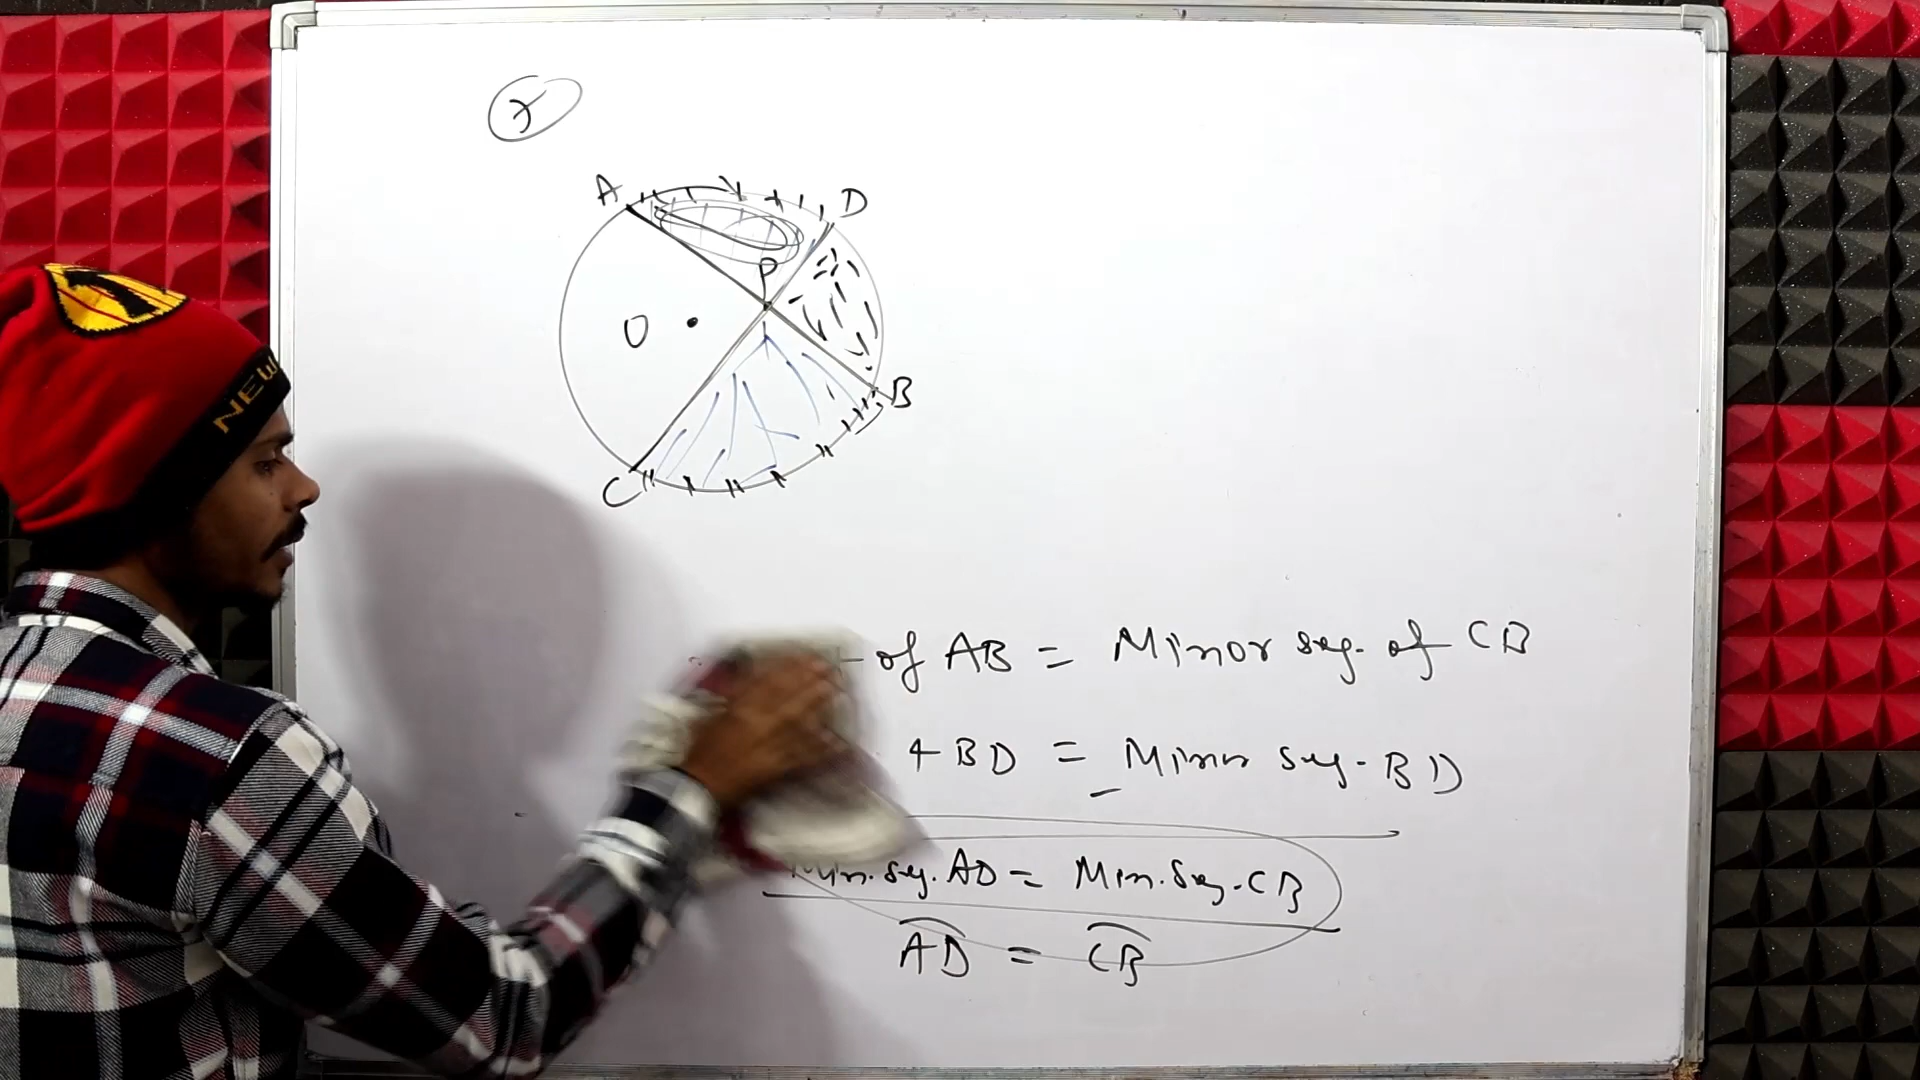 7
A D
P
O
B
C
NEW
of AB = Minor seg. of CB
BD = Minor seg. BD
Min. seg. AD = Min. seg. CB
AD = CB